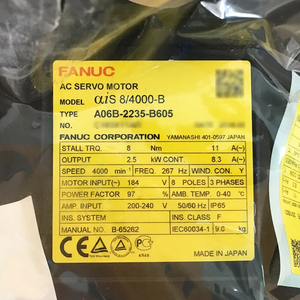 FANUC
AC SERVO MOTOR
MODEL αiS 8/4000-B
TYPE A06B-2235-B605
NO.
FANUC CORPORATION YAMANASHI 401-0597 JAPAN
STALL TRQ. 8 Nm 11 A(~)
OUTPUT 2.5 kW CONT. 8.3 A(~)
SPEED 4000 min⁻¹ FREQ. 267 Hz WIND. CON. Y
MOTOR INPUT(~) 184 V 8 POLES 3 PHASES
POWER FACTOR 97 % AMB. TEMP. 0-40 ℃
AMP. INPUT 200-240 V 50/60 Hz IP65
INS. SYSTEM INS. CLASS F
MANUAL NO. B-65262 IEC60034-1 9.0 kg
MADE IN JAPAN